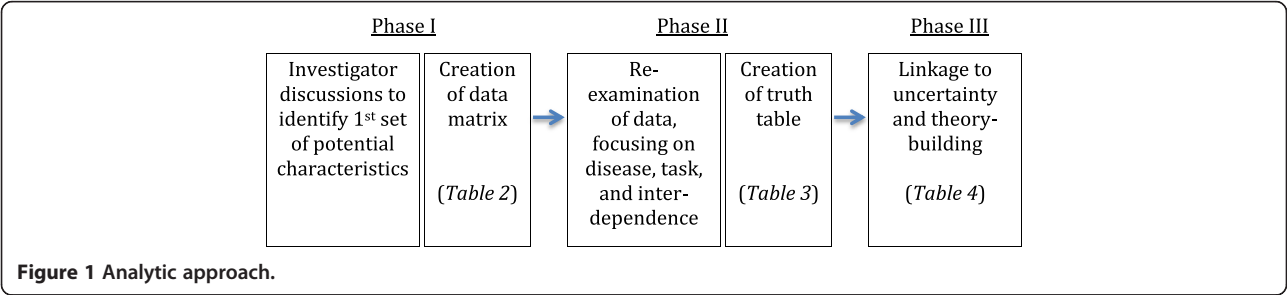 Phase I
Investigator
discussions to
identify 1st set
of potential
characteristics
Creation
of data
matrix
(Table 2)
Phase II
Re-
examination
of data,
focusing on
disease, task,
and inter-
dependence
Creation
of truth
table
(Table 3)
Phase III
Linkage to
uncertainty
and theory-
building
(Table 4)
Figure 1 Analytic approach.